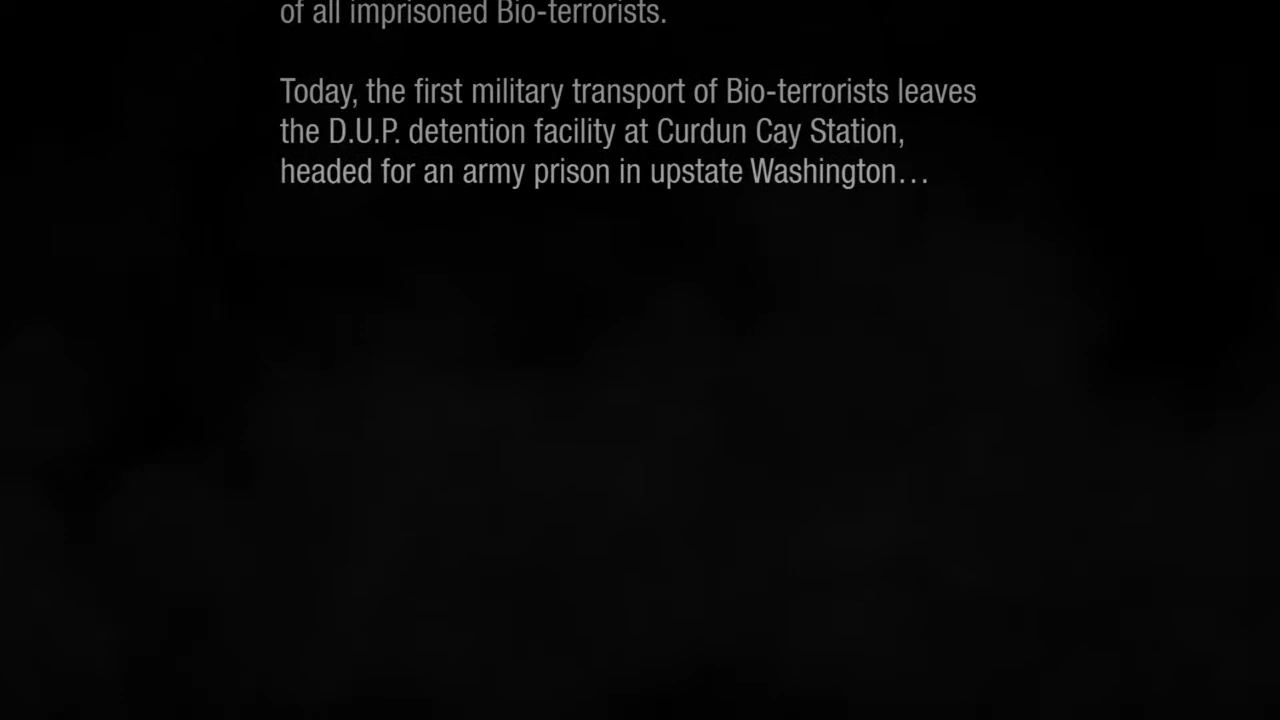 of all imprisoned Bio-terrorists.
Today, the first military transport of Bio-terrorists leaves
the D.U.P. detention facility at Curdun Cay Station,
headed for an army prison in upstate Washington…